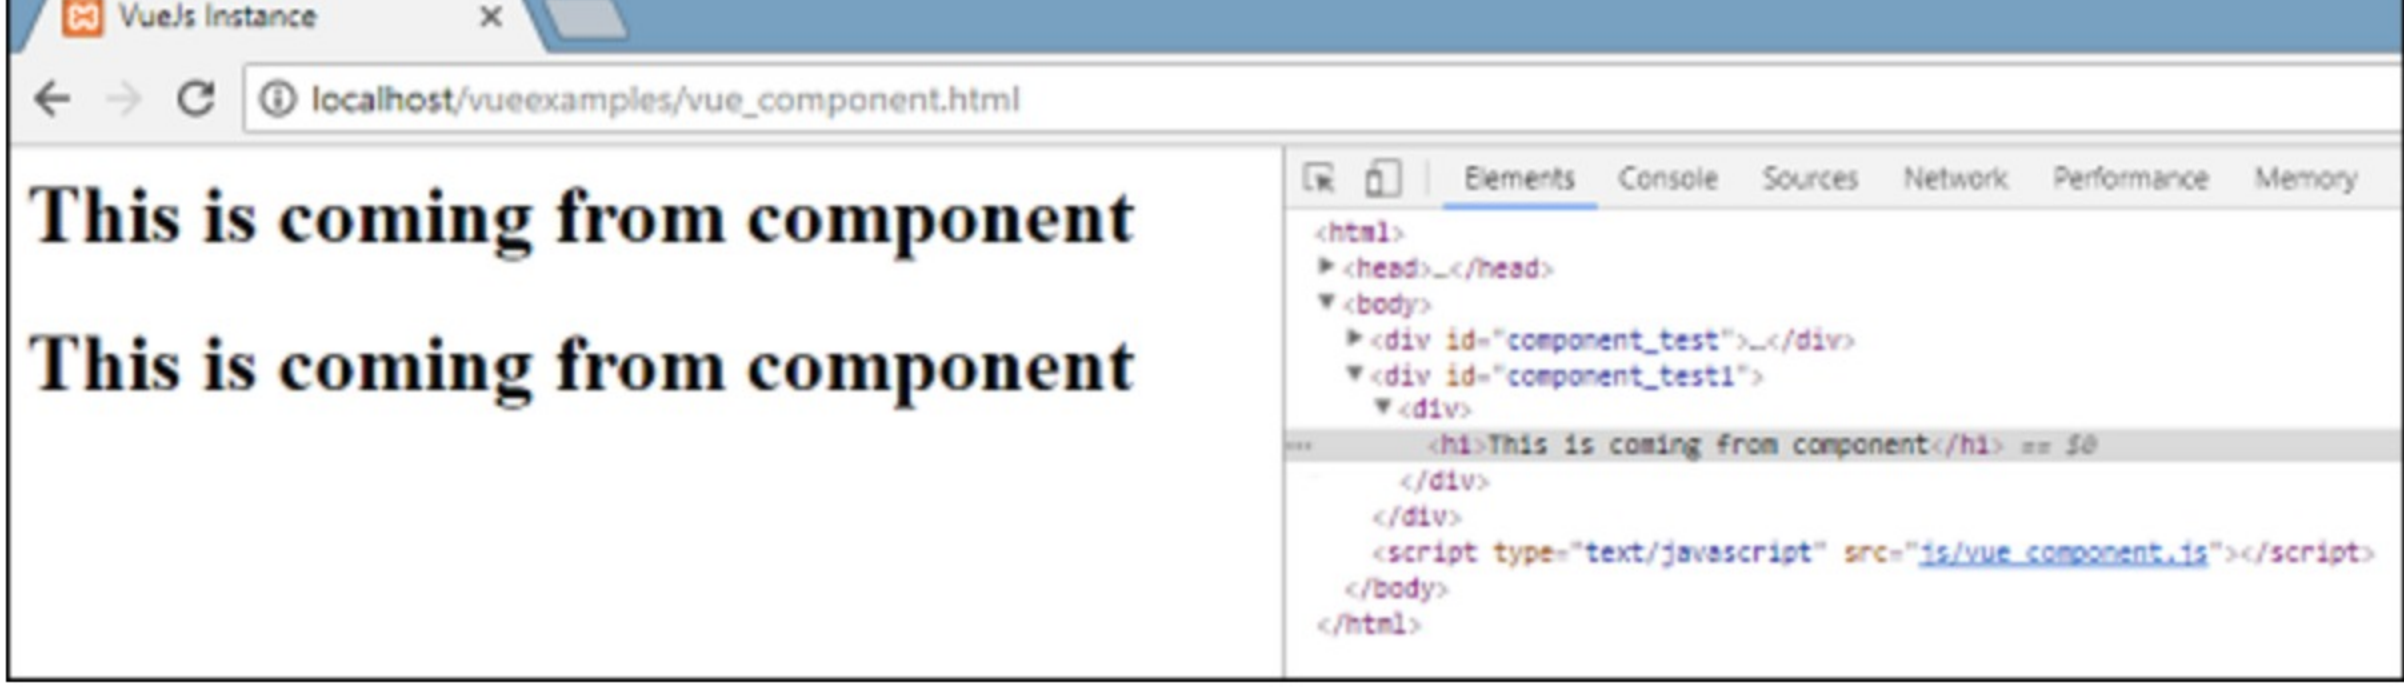 VueJs Instance
localhost/vueexamples/vue_component.html
This is coming from component
This is coming from component
Elements Console Sources Network Performance Memory
<html>
<head>…</head>
<body>
<div id="component_test">…</div>
<div id="component_test1">
<div>
<h1>This is coming from component</h1> == $0
</div>
</div>
<script type="text/javascript" src="js/vue_component.js"></script>
</body>
</html>